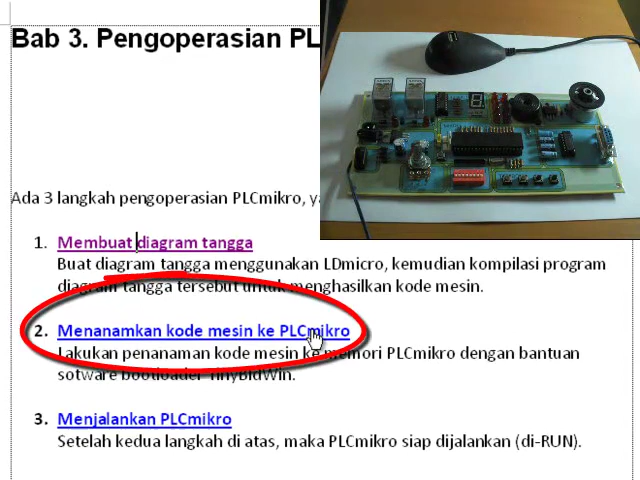 Bab 3. Pengoperasian PL
Ada 3 langkah pengoperasian PLCmikro, ya
1. Membuat diagram tangga
Buat diagram tangga menggunakan LDmicro, kemudian kompilasi program
diagram tangga tersebut untuk menghasilkan kode mesin.
2. Menanamkan kode mesin ke PLCmikro
Lakukan penanaman kode mesin ke memori PLCmikro dengan bantuan
sotware bootloader TinyBldWin.
3. Menjalankan PLCmikro
Setelah kedua langkah di atas, maka PLCmikro siap dijalankan (di-RUN).